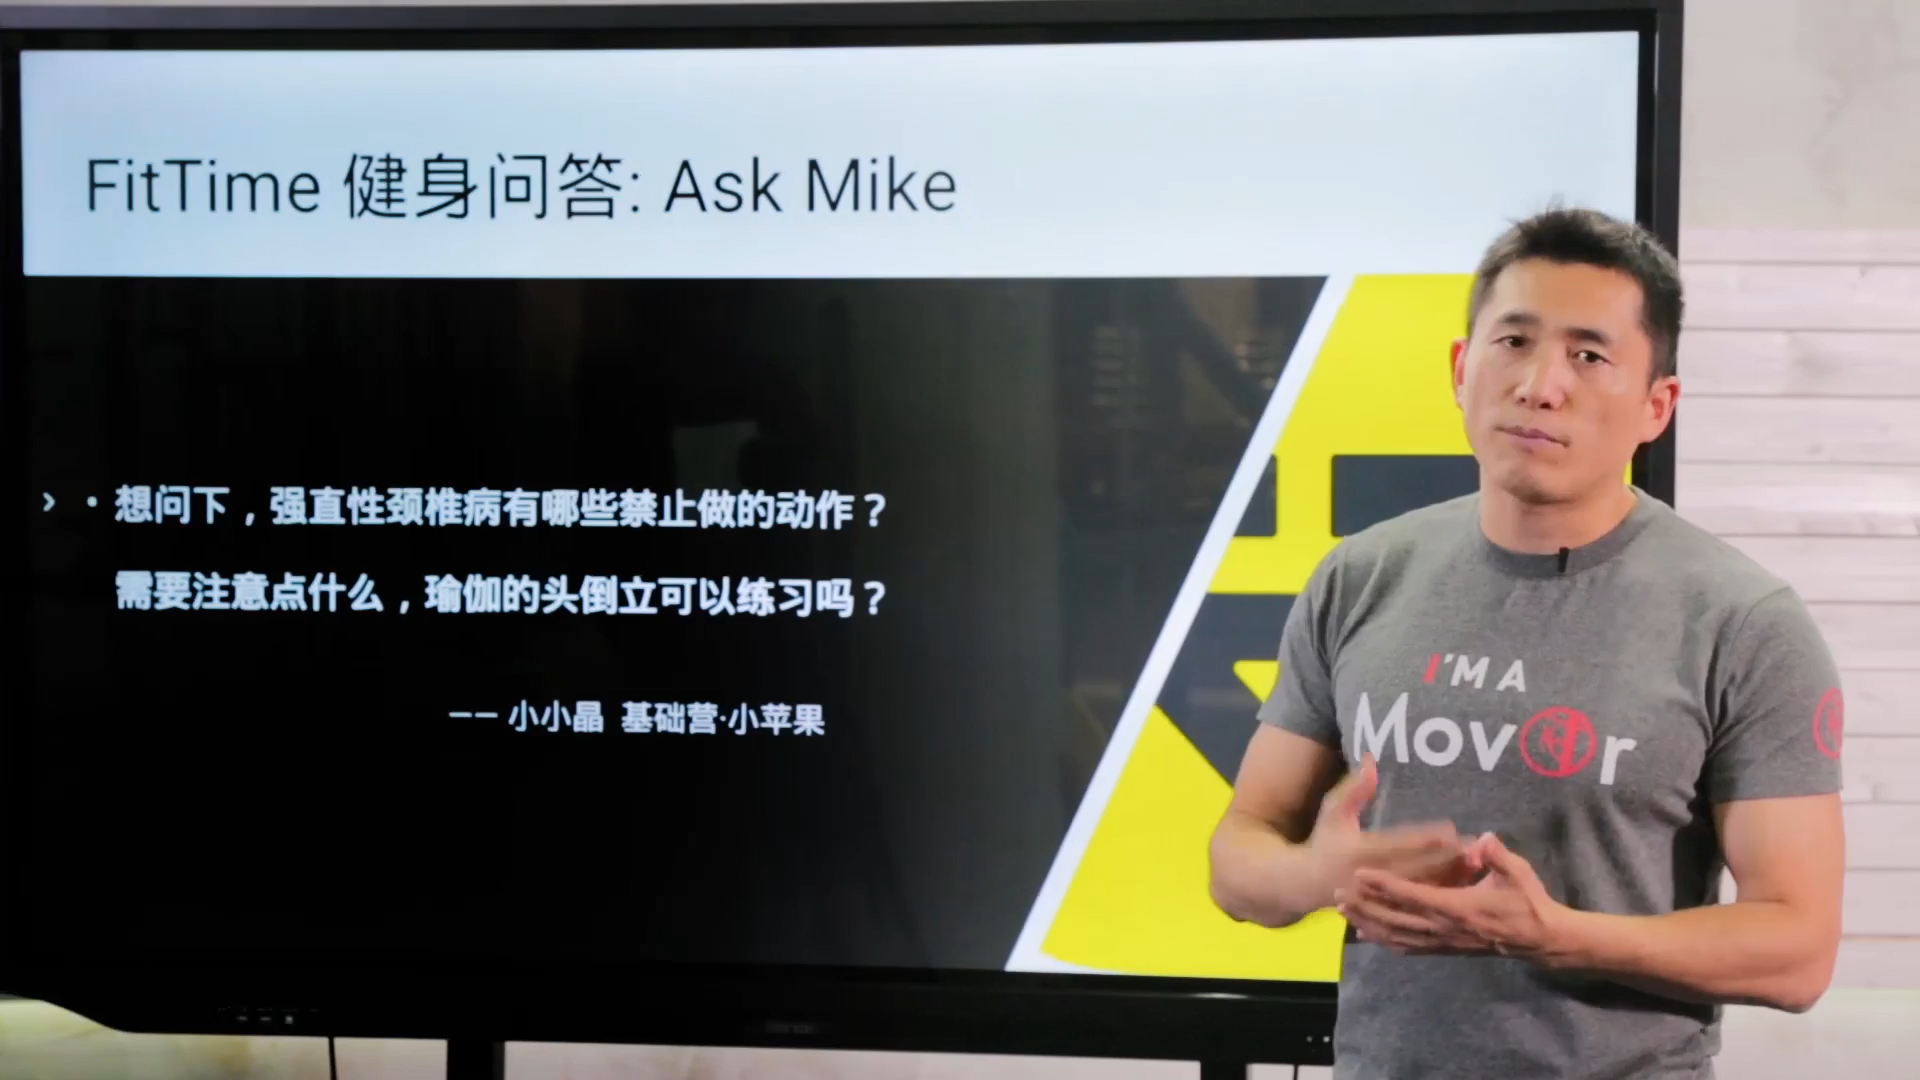 FitTime 健身问答: Ask Mike
› • 想问下，强直性颈椎病有哪些禁止做的动作？
需要注意点什么，瑜伽的头倒立可以练习吗？
—— 小小晶 基础营·小苹果
I'M A
Mov r